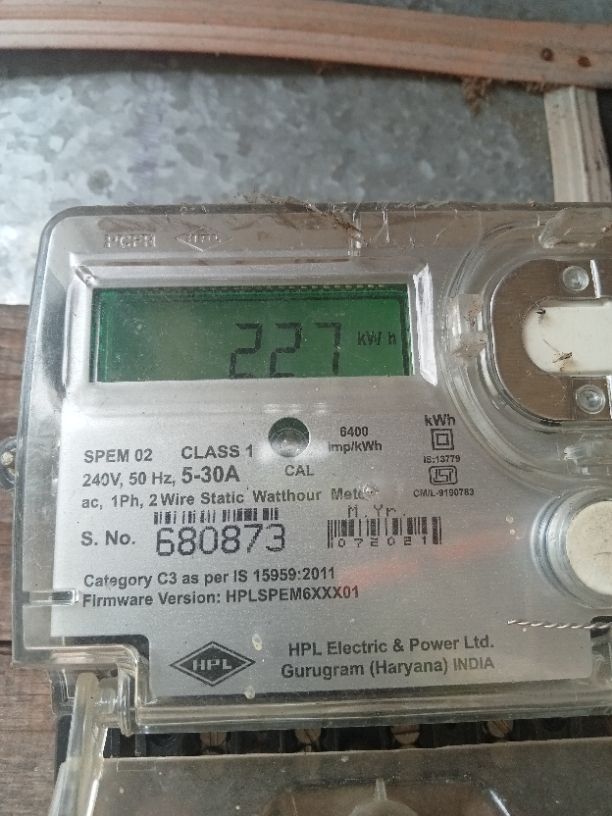 HPL
227 kWh
6400
imp/kWh
kWh
SPEM 02 CLASS 1
IS:13779
240V, 50 Hz, 5-30A
CAL
CM/L-9190783
ac, 1Ph, 2 Wire Static Watthour Meter
M.Yr.
S. No. 680873
072021
Category C3 as per IS 15959:2011
Firmware Version: HPLSPEM6XXX01
HPL
HPL Electric & Power Ltd.
Gurugram (Haryana) INDIA